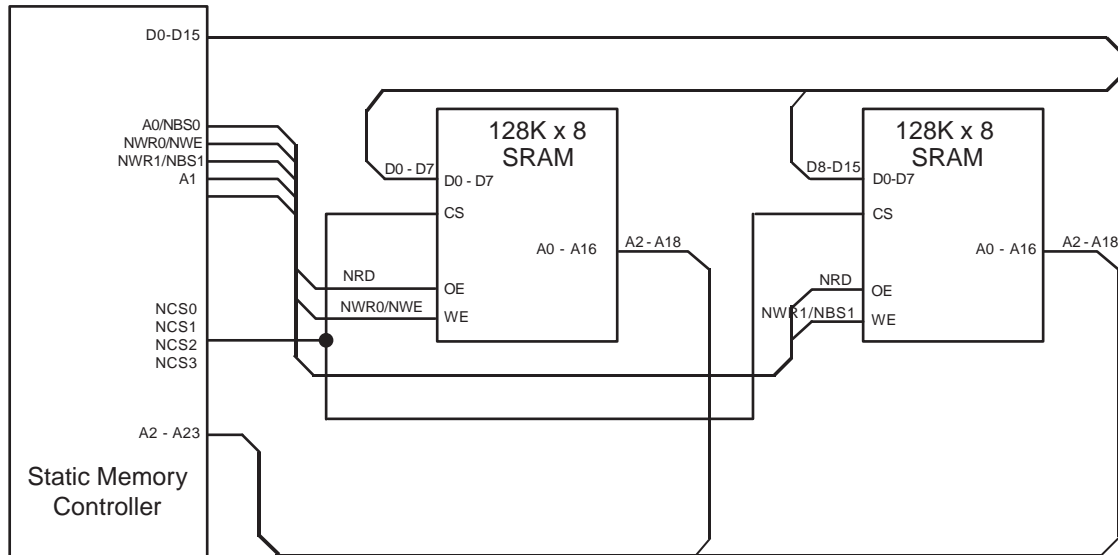 D0-D15
A0/NBS0
NWR0/NWE
NWR1/NBS1
A1
NCS0
NCS1
NCS2
NCS3
A2 - A23
Static Memory
Controller
128K x 8
SRAM
D0 - D7
D0 - D7
CS
A0 - A16
A2 - A18
NRD
OE
NWR0/NWE
WE
128K x 8
SRAM
D8-D15
D0-D7
CS
A0 - A16
A2 - A18
NRD
OE
NWR1/NBS1
WE